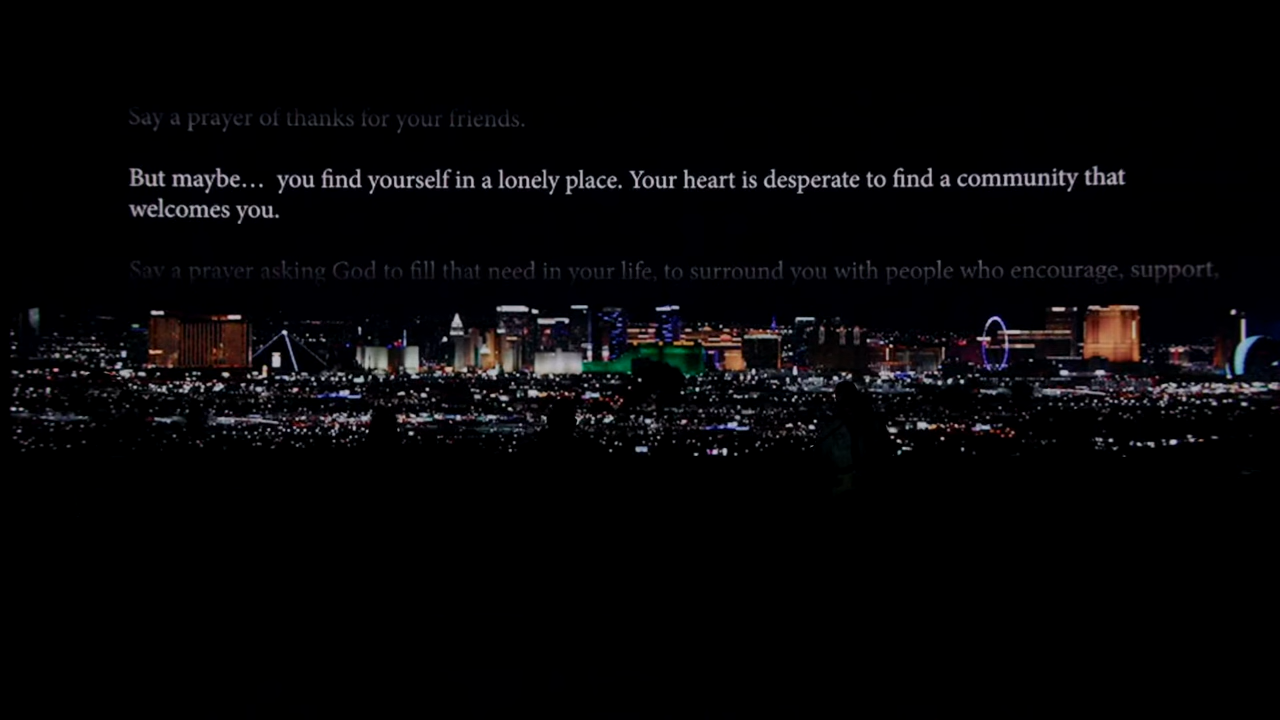 Say a prayer of thanks for your friends.
But maybe…  you find yourself in a lonely place. Your heart is desperate to find a community that
welcomes you.
Say a prayer asking God to fill that need in your life, to surround you with people who encourage, support,